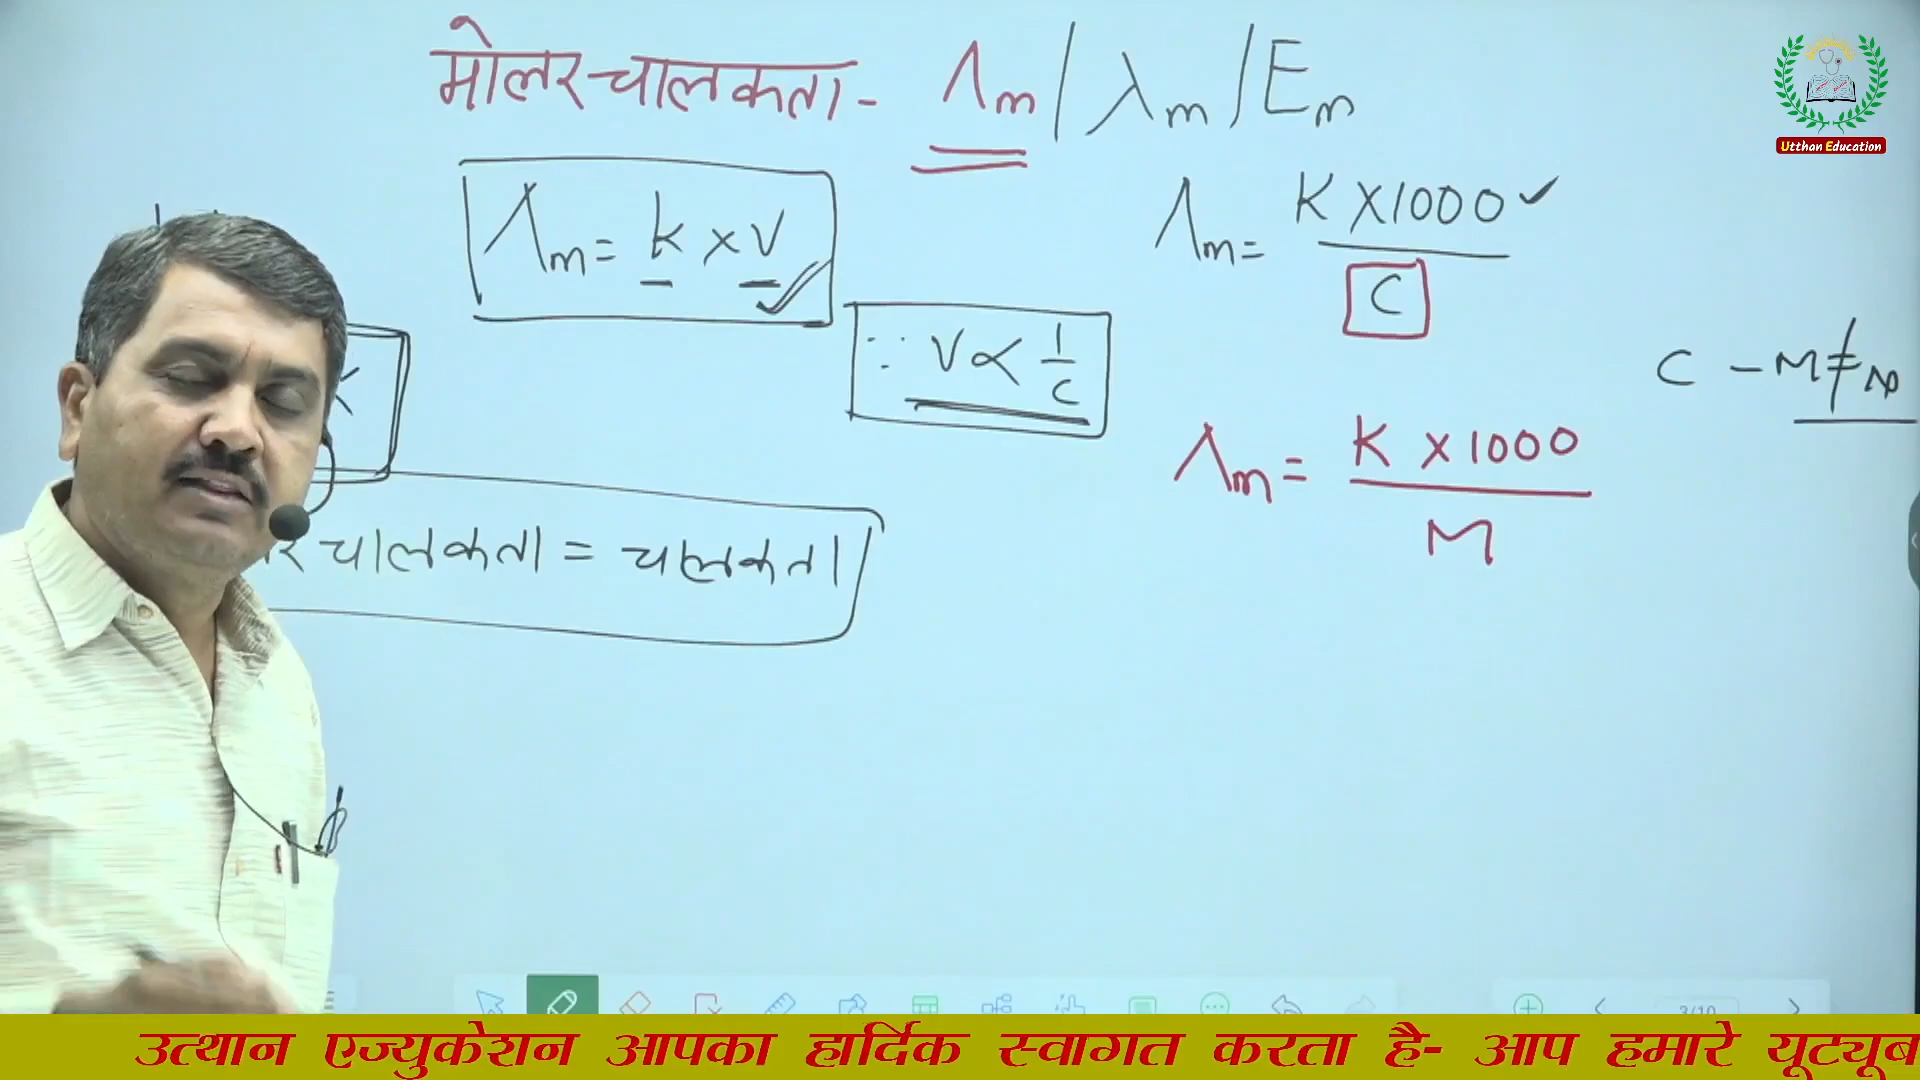 मोलर चालकता - Λm / λm / Em
Λm = k × V
Λm = K × 1000 / C
∵ V ∝ 1/C
C - M ≠
Λm = K × 1000 / M
र चालकता = चालकता
Utthan Education
उत्थान एज्युकेशन आपका हार्दिक स्वागत करता है- आप हमारे यूट्यूब